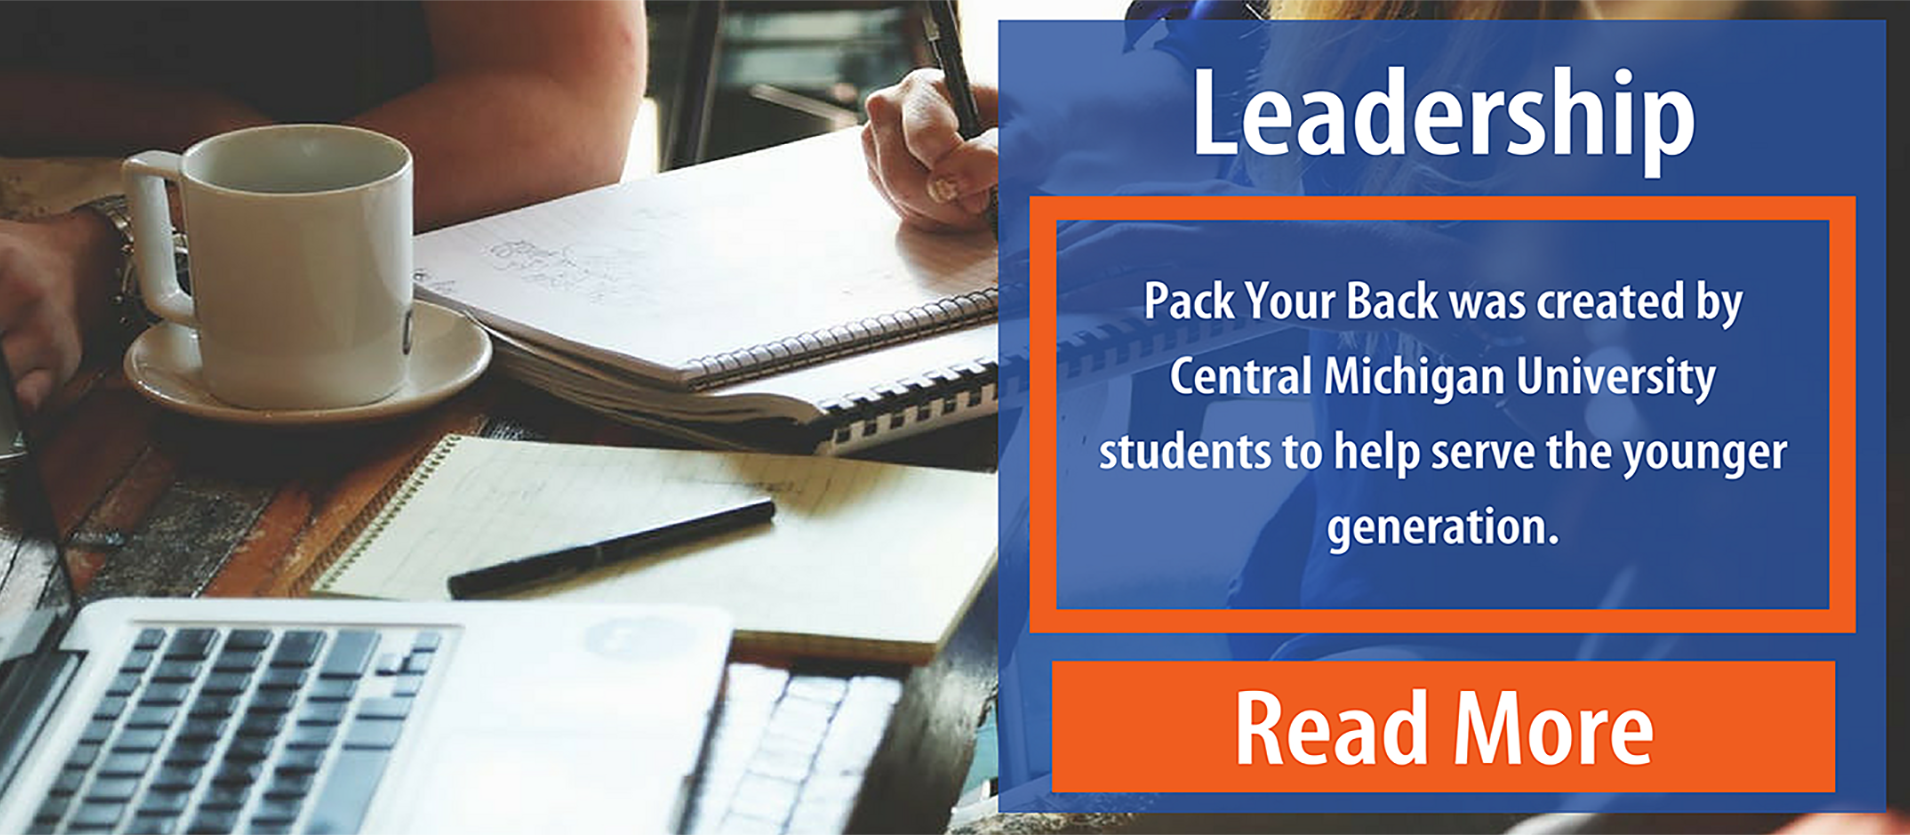 Leadership
Pack Your Back was created by
Central Michigan University
students to help serve the younger
generation.
Read More